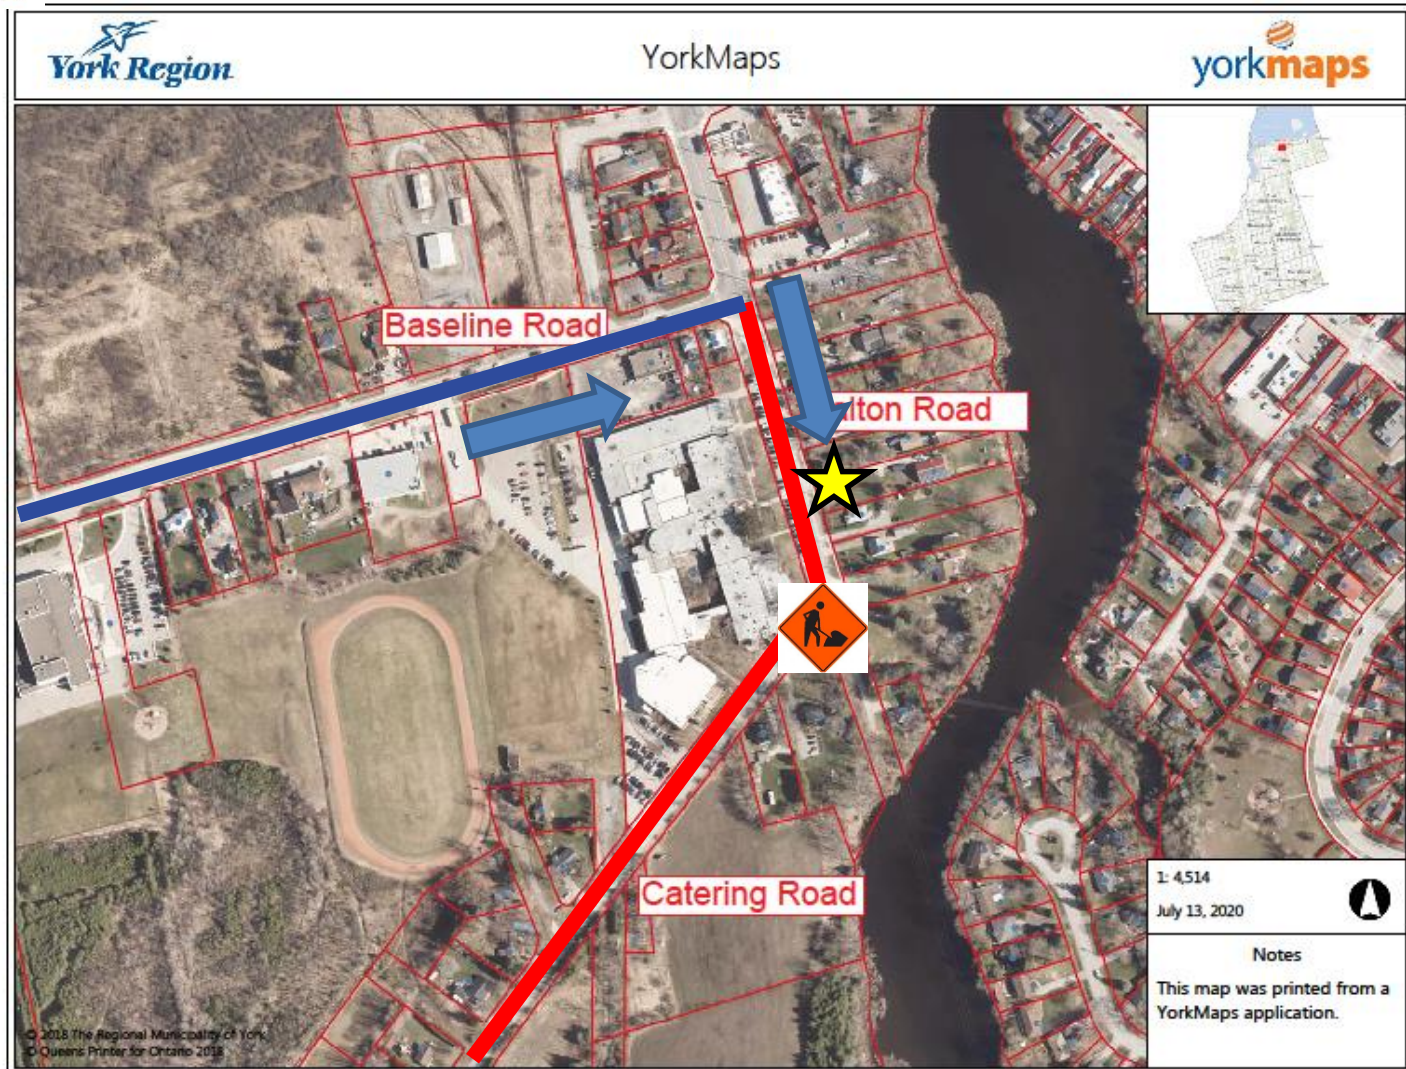 York Region
YorkMaps
yorkmaps
Baseline Road
lton Road
Catering Road
1: 4,514
July 13, 2020
Notes
This map was printed from a
YorkMaps application.
© 2018 The Regional Municipality of York
© Queens Printer for Ontario 2018